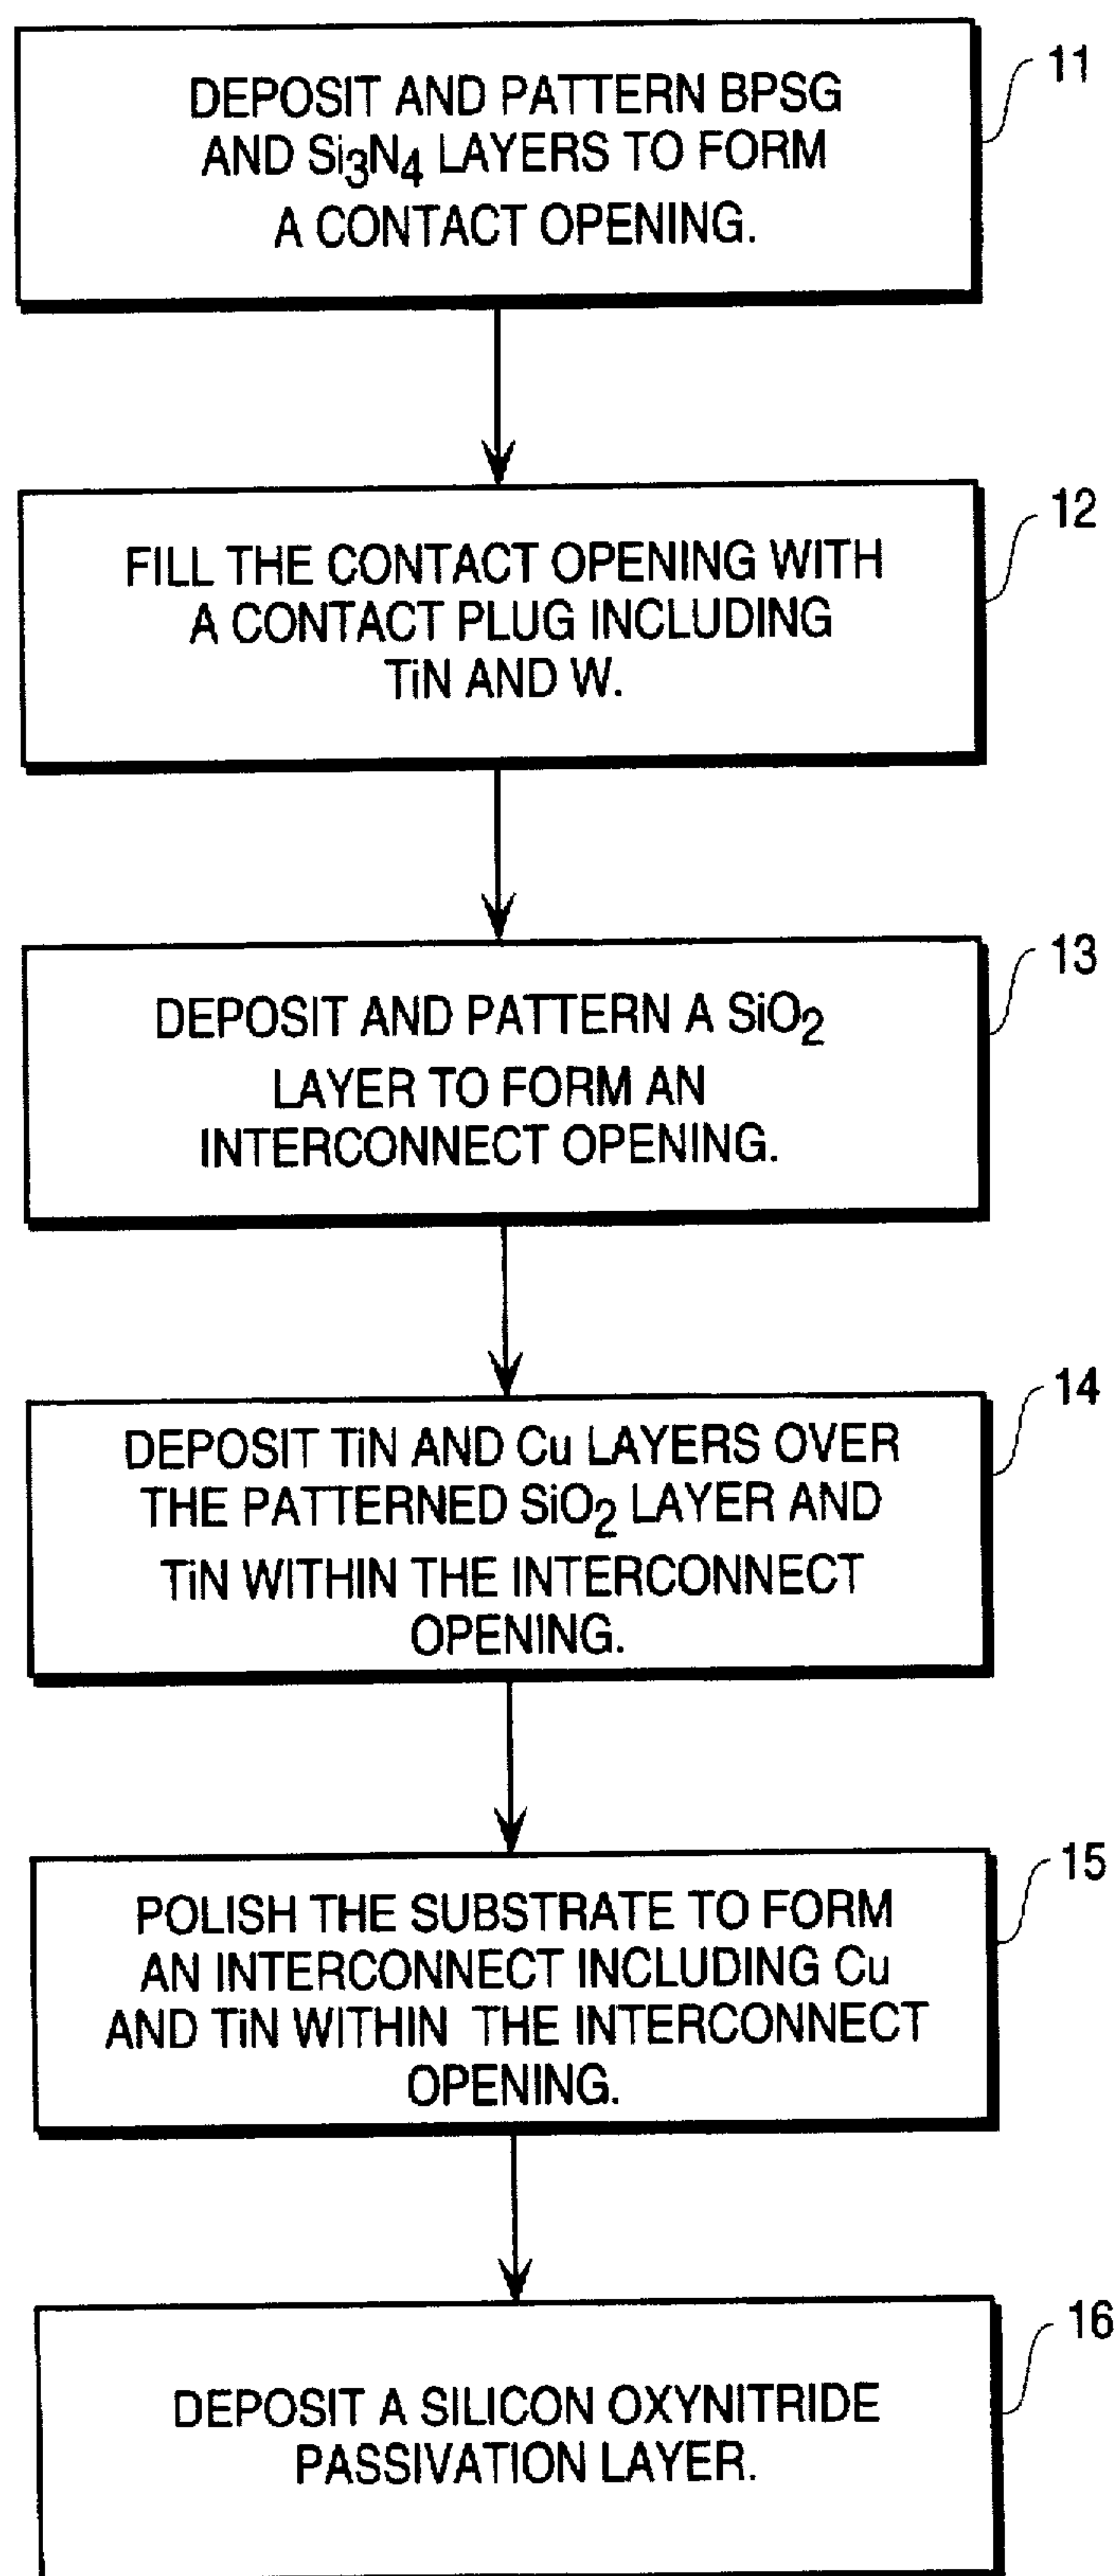 11
DEPOSIT AND PATTERN BPSG
AND Si₃N₄ LAYERS TO FORM
A CONTACT OPENING.
12
FILL THE CONTACT OPENING WITH
A CONTACT PLUG INCLUDING
TiN AND W.
13
DEPOSIT AND PATTERN A SiO₂
LAYER TO FORM AN
INTERCONNECT OPENING.
14
DEPOSIT TiN AND Cu LAYERS OVER
THE PATTERNED SiO₂ LAYER AND
TiN WITHIN THE INTERCONNECT
OPENING.
15
POLISH THE SUBSTRATE TO FORM
AN INTERCONNECT INCLUDING Cu
AND TiN WITHIN THE INTERCONNECT
OPENING.
16
DEPOSIT A SILICON OXYNITRIDE
PASSIVATION LAYER.